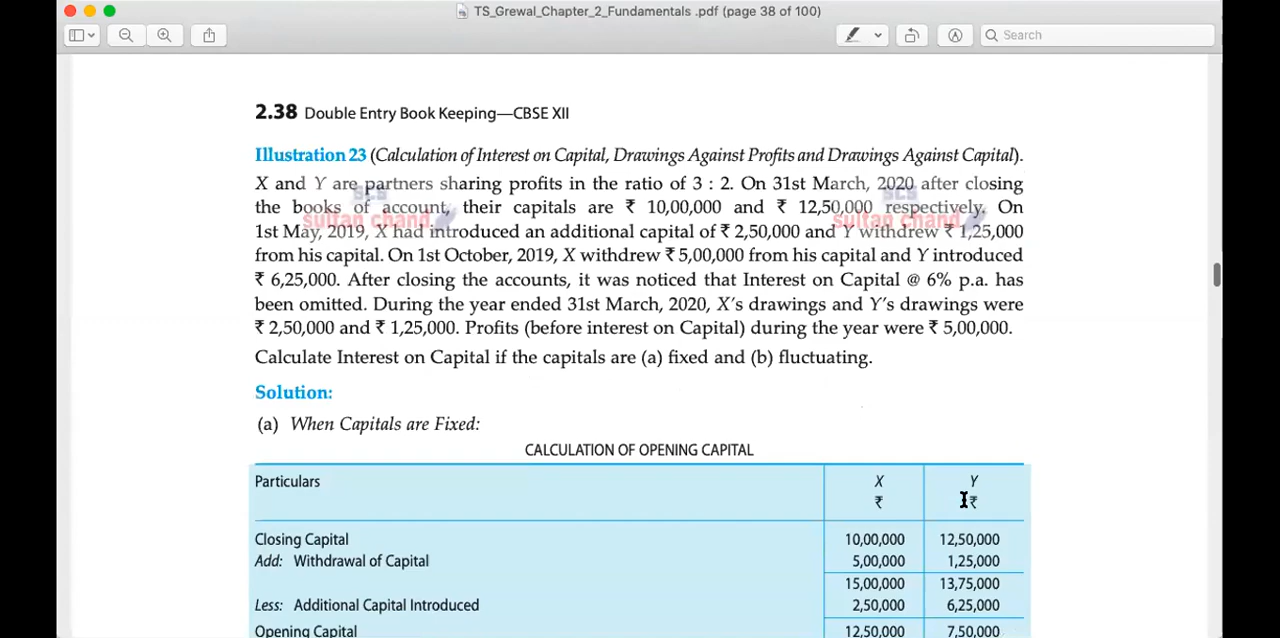 TS_Grewal_Chapter_2_Fundamentals .pdf (page 38 of 100)
Search
2.38 Double Entry Book Keeping—CBSE XII
Illustration 23 (Calculation of Interest on Capital, Drawings Against Profits and Drawings Against Capital).
X and Y are partners sharing profits in the ratio of 3 : 2. On 31st March, 2020 after closing
the books of account, their capitals are ₹ 10,00,000 and ₹ 12,50,000 respectively. On
1st May, 2019, X had introduced an additional capital of ₹ 2,50,000 and Y withdrew ₹ 1,25,000
from his capital. On 1st October, 2019, X withdrew ₹ 5,00,000 from his capital and Y introduced
₹ 6,25,000. After closing the accounts, it was noticed that Interest on Capital @ 6% p.a. has
been omitted. During the year ended 31st March, 2020, X's drawings and Y's drawings were
₹ 2,50,000 and ₹ 1,25,000. Profits (before interest on Capital) during the year were ₹ 5,00,000.
Calculate Interest on Capital if the capitals are (a) fixed and (b) fluctuating.
SCS SCS
sultan chand sultan chand
Solution:
(a) When Capitals are Fixed:
CALCULATION OF OPENING CAPITAL
Particulars X Y
₹ ₹
Closing Capital 10,00,000 12,50,000
Add: Withdrawal of Capital 5,00,000 1,25,000
15,00,000 13,75,000
Less: Additional Capital Introduced 2,50,000 6,25,000
Opening Capital 12,50,000 7,50,000